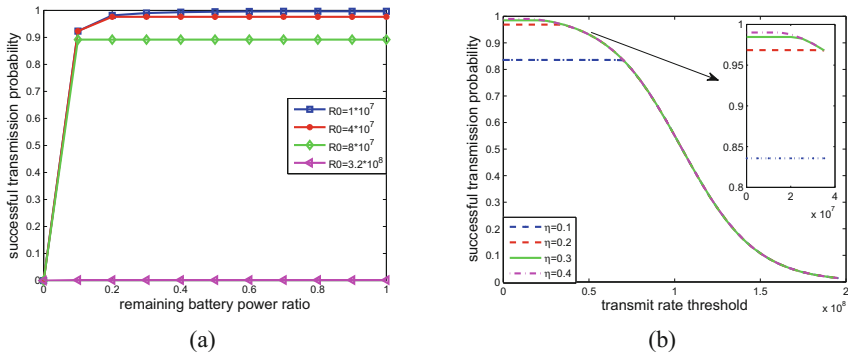 successful transmission probability
1
0.9
0.8
0.7
0.6
0.5
0.4
0.3
0.2
0.1
0
R0=1*10^7
R0=4*10^7
R0=8*10^7
R0=3.2*10^8
0 0.2 0.4 0.6 0.8 1
remaining battery power ratio
(a)
successful transmission probability
1
0.9
0.8
0.7
0.6
0.5
0.4
0.3
0.2
0.1
0
η=0.1
η=0.2
η=0.3
η=0.4
1
0.95
0.9
0.85
0.8
0 2 4
x 10^7
0 0.5 1 1.5 2
x 10^8
transmit rate threshold
(b)